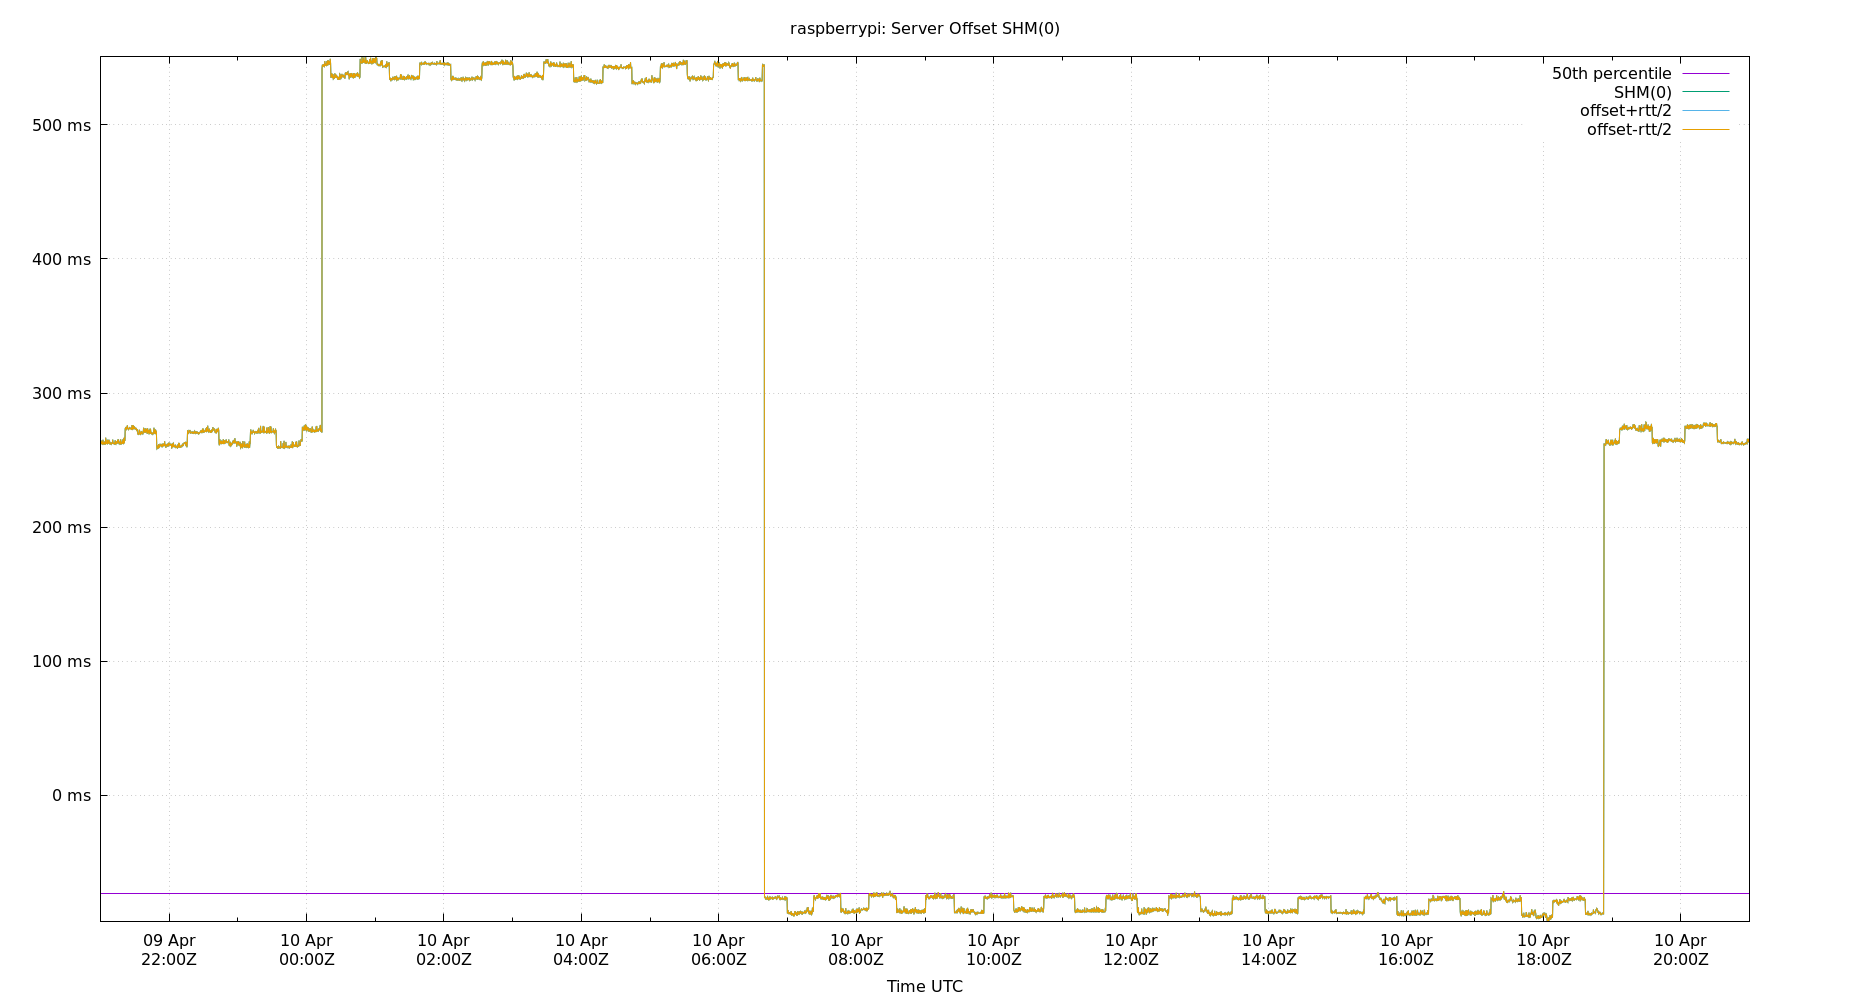 raspberrypi: Server Offset SHM(0)
50th percentile
SHM(0)
offset+rtt/2
offset-rtt/2
500 ms
400 ms
300 ms
200 ms
100 ms
0 ms
09 Apr 10 Apr 10 Apr 10 Apr 10 Apr 10 Apr 10 Apr 10 Apr 10 Apr 10 Apr 10 Apr 10 Apr
22:00Z 00:00Z 02:00Z 04:00Z 06:00Z 08:00Z 10:00Z 12:00Z 14:00Z 16:00Z 18:00Z 20:00Z
Time UTC